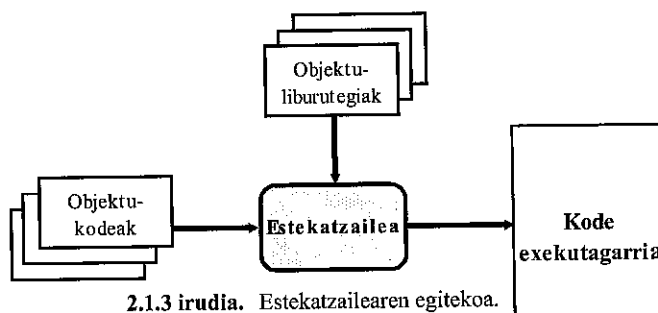 Objektu-
liburutegiak
Objektu-
kodeak
Estekatzailea
Kode
exekutagarria
2.1.3 irudia. Estekatzailearen egitekoa.